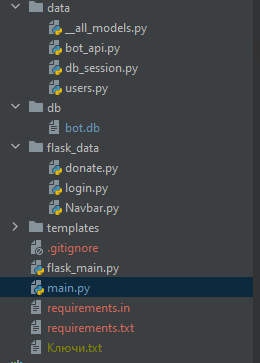 data
__all_models.py
bot_api.py
db_session.py
users.py
db
bot.db
flask_data
donate.py
login.py
Navbar.py
templates
.gitignore
flask_main.py
main.py
requirements.in
requirements.txt
Ключи.txt